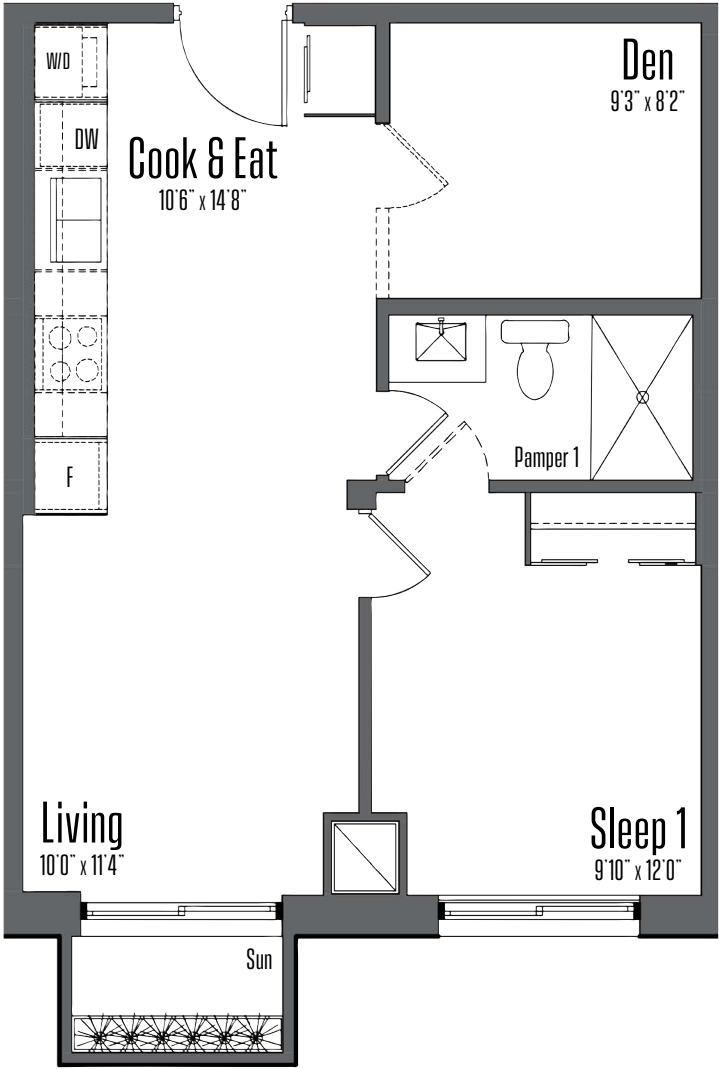 W/D
DW
Cook & Eat
10'6" x 14'8"
Den
9'3" x 8'2"
F
Pamper 1
Living
10'0" x 11'4"
Sleep 1
9'10" x 12'0"
Sun